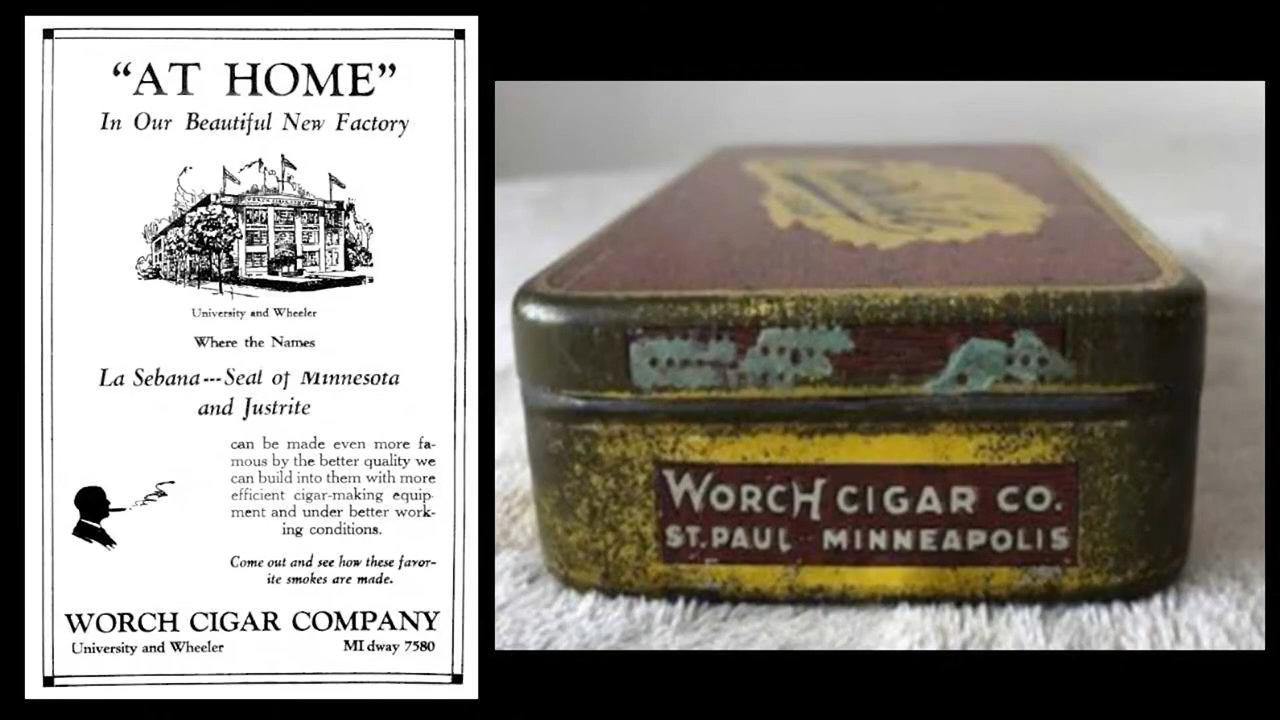 “AT HOME”
In Our Beautiful New Factory
University and Wheeler
Where the Names
La Sebana---Seal of Minnesota
and Justrite
can be made even more fa-
mous by the better quality we
can build into them with more
efficient cigar-making equip-
ment and under better work-
ing conditions.
Come out and see how these favor-
ite smokes are made.
WORCH CIGAR COMPANY
University and Wheeler MIdway 7580
WORCH CIGAR CO.
ST. PAUL MINNEAPOLIS